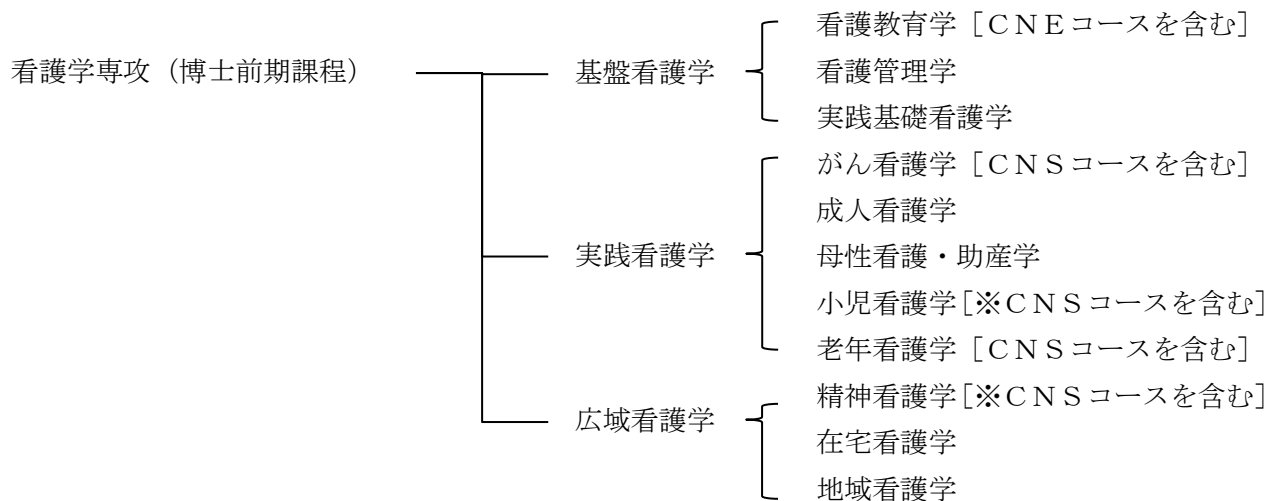 看護教育学［ＣＮＥコースを含む］
看護学専攻（博士前期課程）　基盤看護学　看護管理学
実践基礎看護学
がん看護学［ＣＮＳコースを含む］
成人看護学
実践看護学　母性看護・助産学
小児看護学[※ＣＮＳコースを含む]
老年看護学［ＣＮＳコースを含む］
精神看護学[※ＣＮＳコースを含む]
広域看護学　在宅看護学
地域看護学